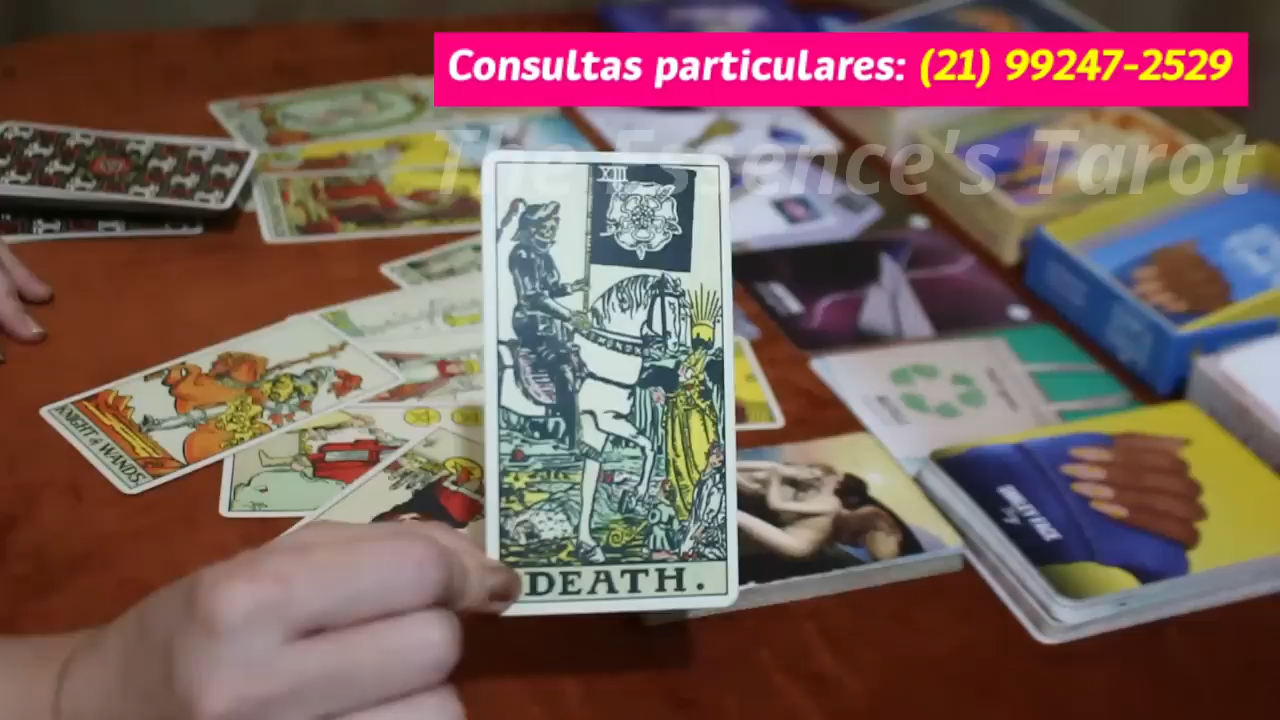 Consultas particulares: (21) 99247-2529
The Essence's Tarot
XIII
KNIGHT of WANDS.
DEATH.